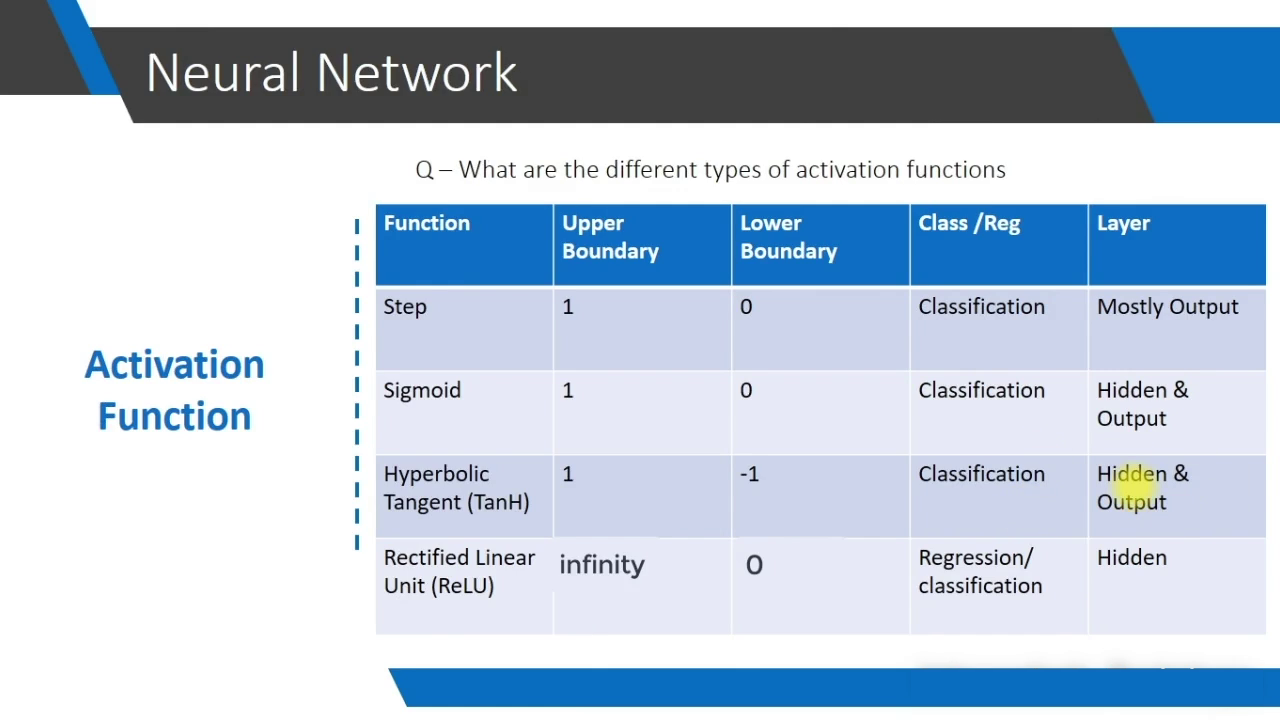 Neural Network
Q – What are the different types of activation functions
Activation
Function
Function
Upper
Boundary
Lower
Boundary
Class /Reg
Layer
Step
1
0
Classification
Mostly Output
Sigmoid
1
0
Classification
Hidden &
Output
Hyperbolic
Tangent (TanH)
1
-1
Classification
Hidden &
Output
Rectified Linear
Unit (ReLU)
infinity
0
Regression/
classification
Hidden